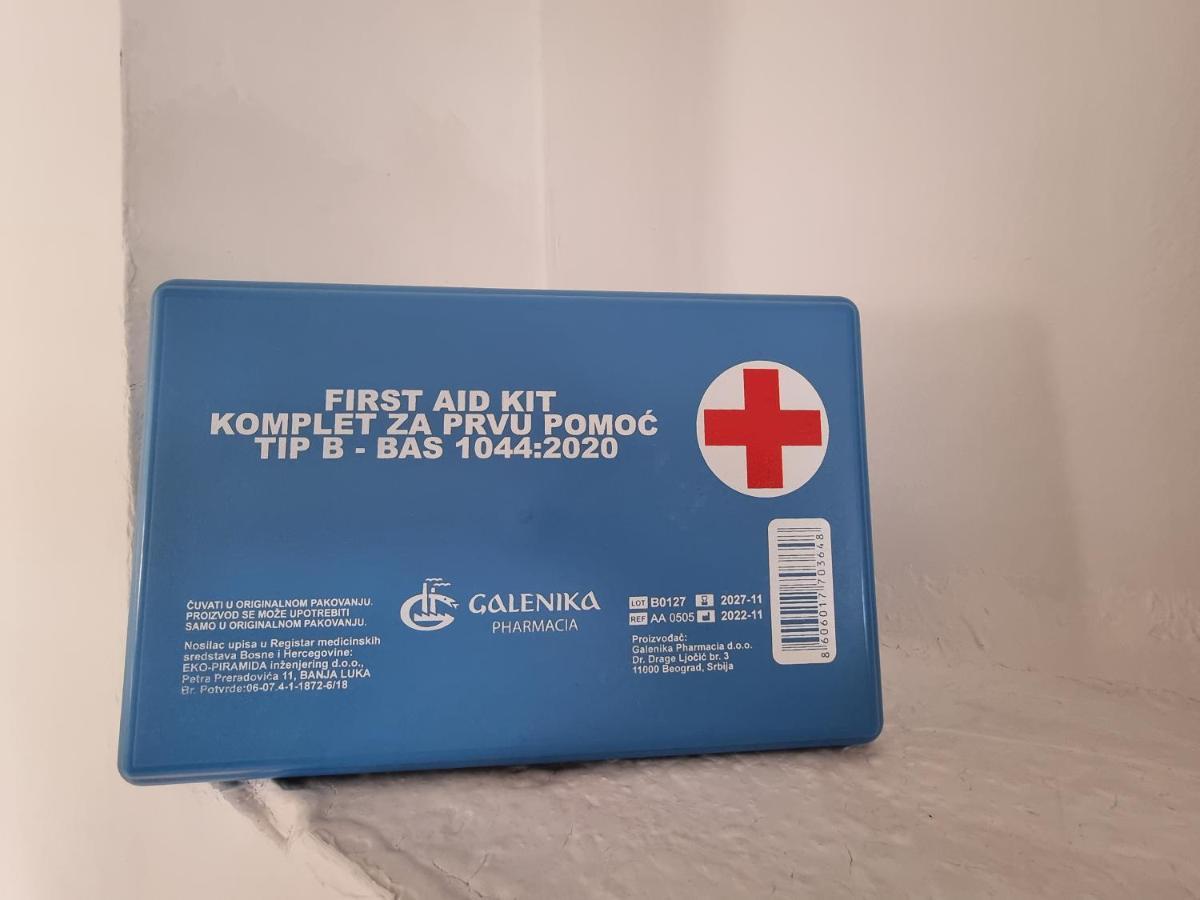 FIRST AID KIT
KOMPLET ZA PRVU POMOĆ
TIP B - BAS 1044:2020
ČUVATI U ORIGINALNOM PAKOVANJU.
PROIZVOD SE MOŽE UPOTREBITI
SAMO U ORIGINALNOM PAKOVANJU.
Nosilac upisa u Registar medicinskih
sredstava Bosne i Hercegovine:
EKO-PIRAMIDA inženjering d.o.o.,
Petra Preradovića 11, BANJA LUKA
Br. Potvrde:06-07.4-1-1872-6/18
GALENIKA
PHARMACIA
LOT B0127 2027-11
REF AA 0505 2022-11
Proizvođač:
Galenika Pharmacia d.o.o.
Dr. Drage Ljočić br. 3
11000 Beograd, Srbija
8606017703648